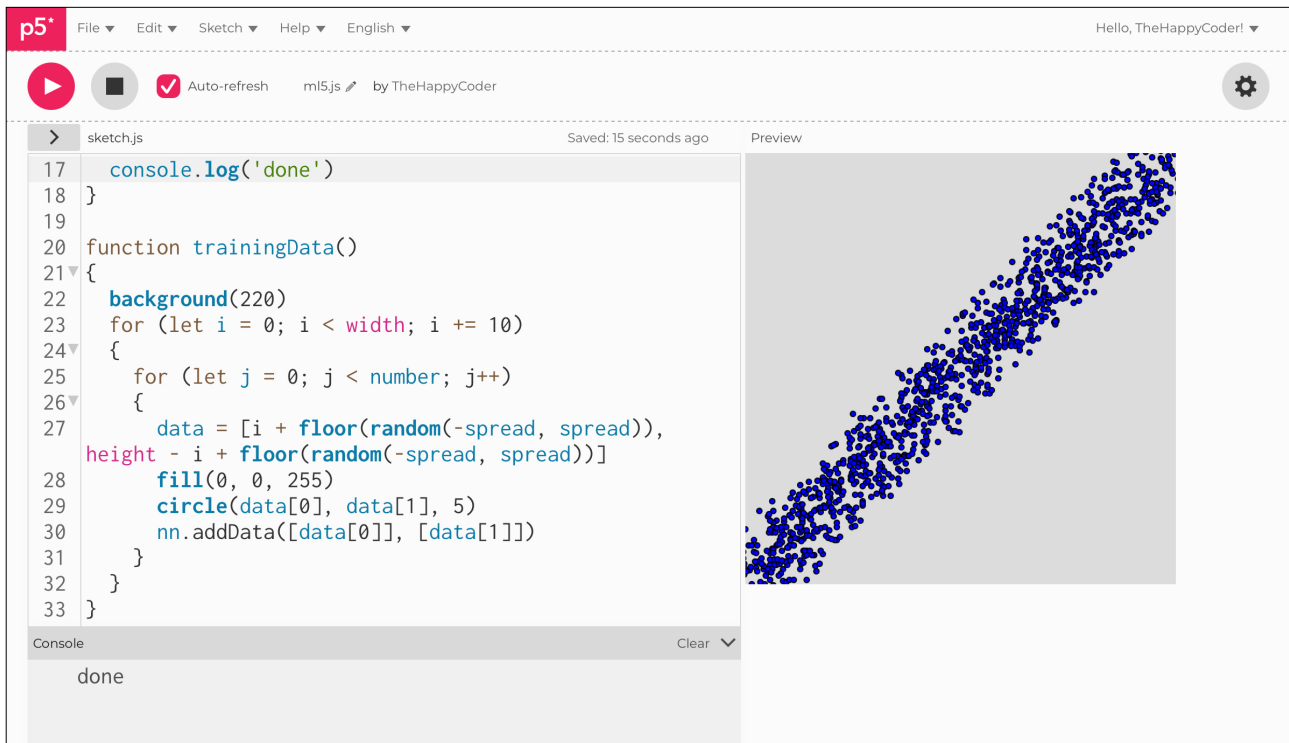 p5* File Edit Sketch Help English Hello, TheHappyCoder!
Auto-refresh ml5.js by TheHappyCoder
sketch.js Saved: 15 seconds ago Preview
17   console.log('done')
18 }
19
20 function trainingData()
21 {
22   background(220)
23   for (let i = 0; i < width; i += 10)
24   {
25     for (let j = 0; j < number; j++)
26     {
27       data = [i + floor(random(-spread, spread)),
height - i + floor(random(-spread, spread))]
28       fill(0, 0, 255)
29       circle(data[0], data[1], 5)
30       nn.addData([data[0]], [data[1]])
31     }
32   }
33 }
Console Clear
done